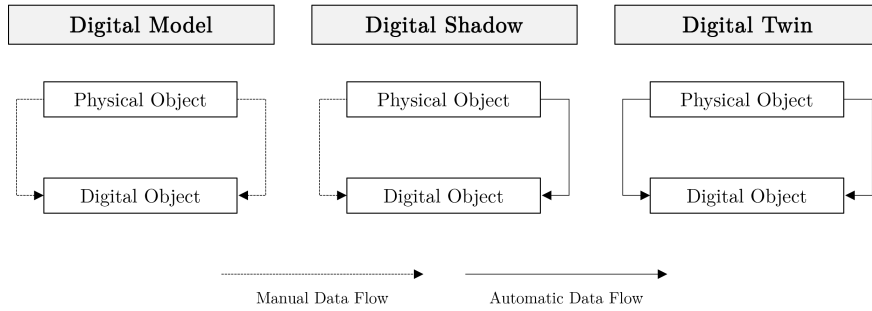 Digital Model
Digital Shadow
Digital Twin
Physical Object
Physical Object
Physical Object
Digital Object
Digital Object
Digital Object
Manual Data Flow
Automatic Data Flow